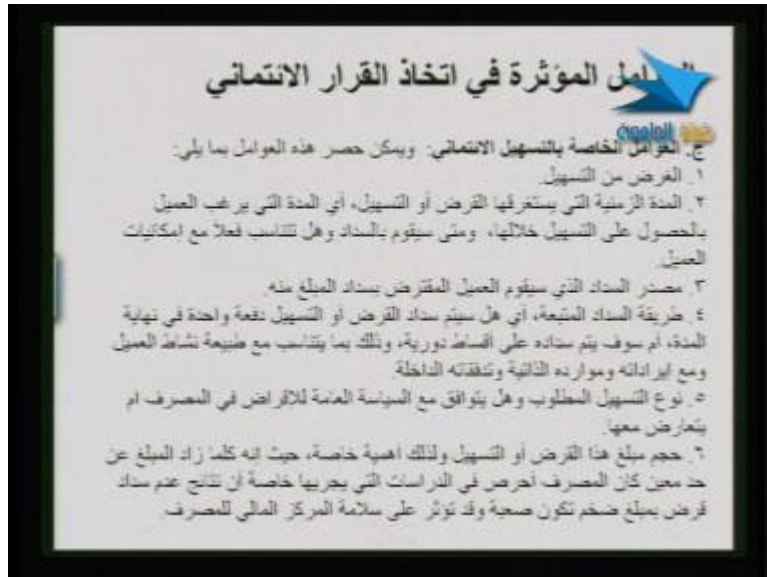 العوامل المؤثرة في اتخاذ القرار الائتماني
ج. العوامل الخاصة بالتسهيل الائتماني: ويمكن حصر هذه العوامل بما يلي:
١. الغرض من التسهيل.
٢. المدة الزمنية التي يستغرقها القرض أو التسهيل، أي المدة التي يرغب العميل
بالحصول على التسهيل خلالها، ومتى سيقوم بالسداد وهل تتناسب فعلاً مع امكانيات
العميل.
٣. مصدر السداد الذي سيقوم العميل المقترض بسداد المبلغ منه.
٤. طريقة السداد المتبعة، أي هل سيتم سداد القرض أو التسهيل دفعة واحدة في نهاية
المدة، ام سوف يتم سداده على أقساط دورية، وذلك بما يتناسب مع طبيعة نشاط العميل
ومع ايراداته وموارده الذاتية وتدفقاته الداخلة.
٥. نوع التسهيل المطلوب وهل يتوافق مع السياسة العامة للاقراض في المصرف ام
يتعارض معها.
٦. حجم مبلغ هذا القرض أو التسهيل ولذلك أهمية خاصة، حيث انه كلما زاد المبلغ عن
حد معين كان المصرف أحرص في الدراسات التي يجريها خاصة أن نتائج عدم سداد
قرض بمبلغ ضخم تكون صعبة وقد تؤثر على سلامة المركز المالي للمصرف.